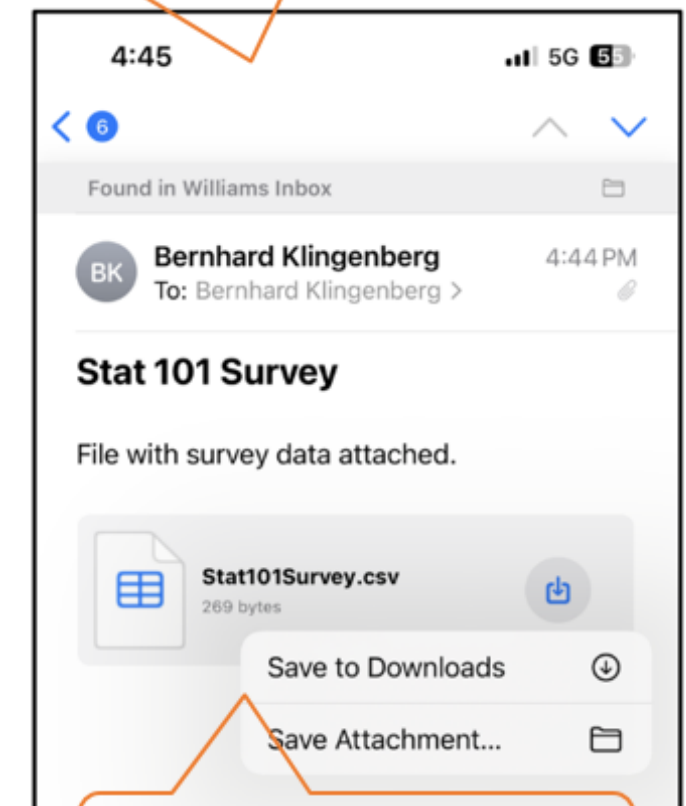 4:45 5G 55
6
Found in Williams Inbox
BK
Bernhard Klingenberg 4:44 PM
To: Bernhard Klingenberg >
Stat 101 Survey
File with survey data attached.
Stat101Survey.csv
269 bytes
Save to Downloads
Save Attachment...